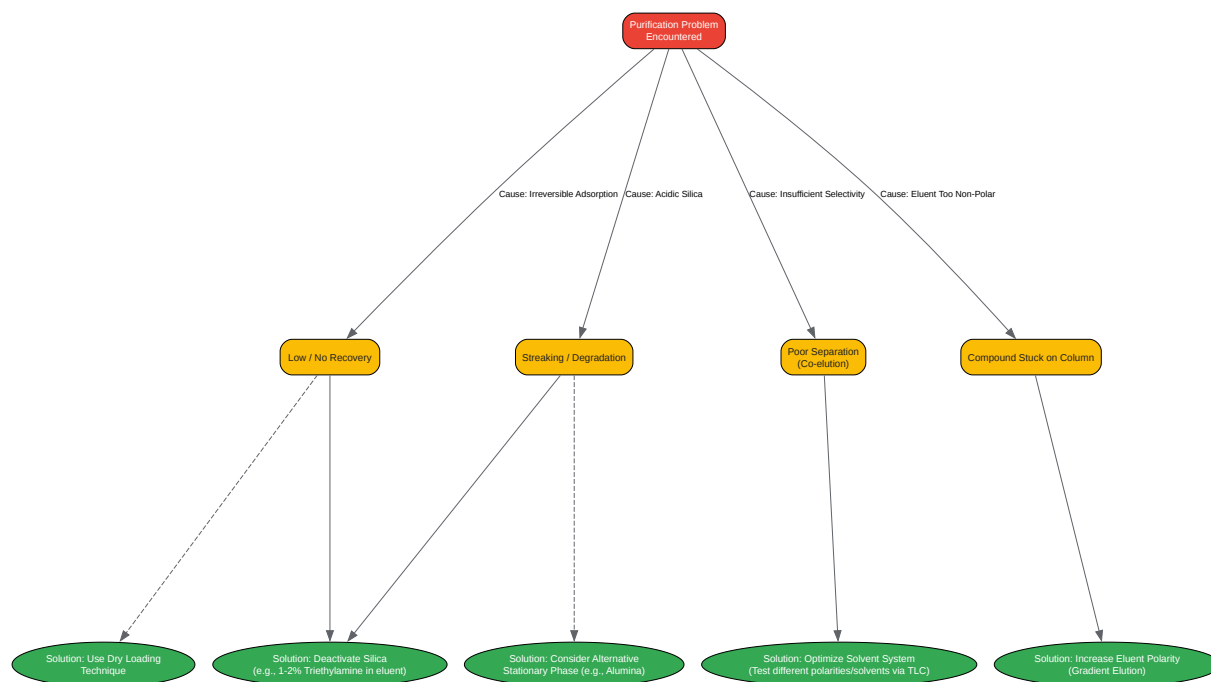 Purification Problem
Encountered
Cause: Irreversible Adsorption
Cause: Acidic Silica
Cause: Insufficient Selectivity
Cause: Eluent Too Non-Polar
Low / No Recovery
Streaking / Degradation
Poor Separation
(Co-elution)
Compound Stuck on Column
Solution: Use Dry Loading
Technique
Solution: Deactivate Silica
(e.g., 1-2% Triethylamine in eluent)
Solution: Consider Alternative
Stationary Phase (e.g., Alumina)
Solution: Optimize Solvent System
(Test different polarities/solvents via TLC)
Solution: Increase Eluent Polarity
(Gradient Elution)